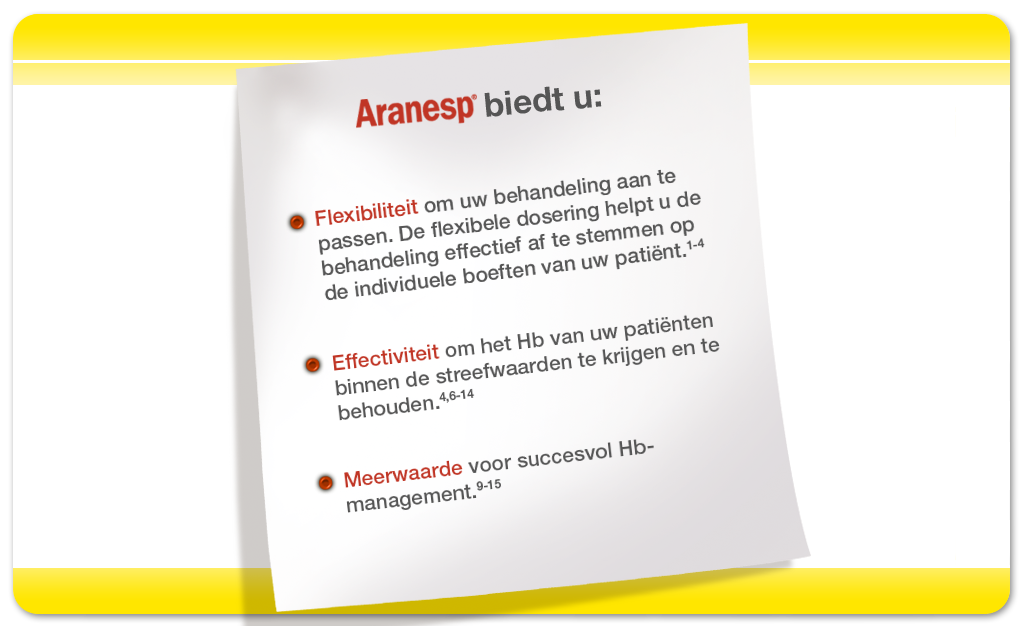 Aranesp® biedt u:
Flexibiliteit om uw behandeling aan te
passen. De flexibele dosering helpt u de
behandeling effectief af te stemmen op
de individuele boeften van uw patiënt.1-4
Effectiviteit om het Hb van uw patiënten
binnen de streefwaarden te krijgen en te
behouden.4,6-14
Meerwaarde voor succesvol Hb-
management.9-15